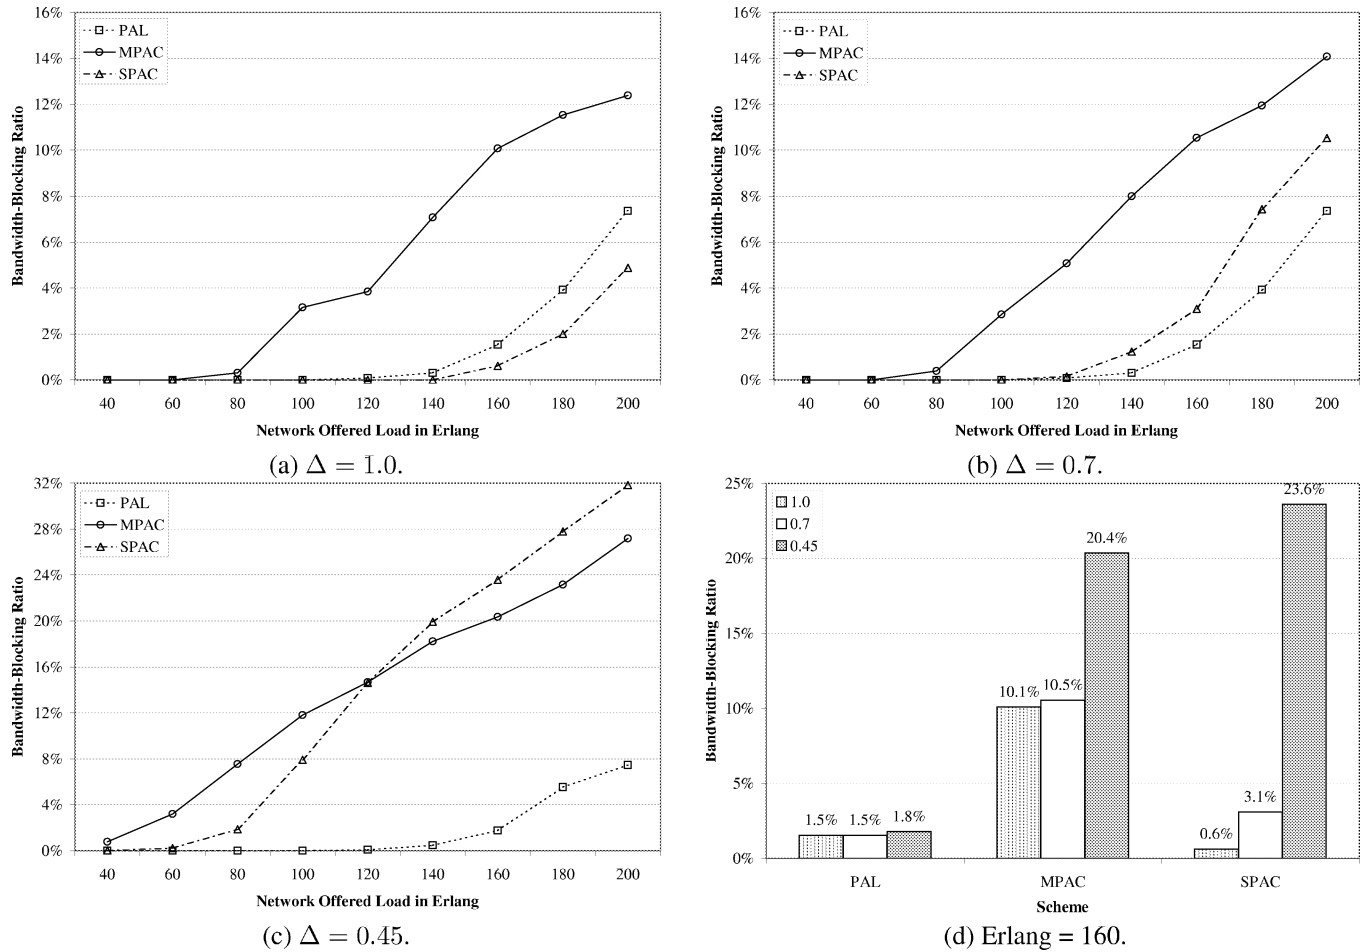 16%
14%
12%
10%
8%
6%
4%
2%
0%
Bandwidth-Blocking Ratio
PAL
MPAC
SPAC
40 60 80 100 120 140 160 180 200
Network Offered Load in Erlang
(a) Δ = 1.0.
16%
14%
12%
10%
8%
6%
4%
2%
0%
Bandwidth-Blocking Ratio
PAL
MPAC
SPAC
40 60 80 100 120 140 160 180 200
Network Offered Load in Erlang
(b) Δ = 0.7.
32%
28%
24%
20%
16%
12%
8%
4%
0%
Bandwidth-Blocking Ratio
PAL
MPAC
SPAC
40 60 80 100 120 140 160 180 200
Network Offered Load in Erlang
(c) Δ = 0.45.
25%
20%
15%
10%
5%
0%
Bandwidth-Blocking Ratio
1.0
0.7
0.45
1.5% 1.5% 1.8%
10.1% 10.5% 20.4%
0.6% 3.1% 23.6%
PAL MPAC SPAC
Scheme
(d) Erlang = 160.